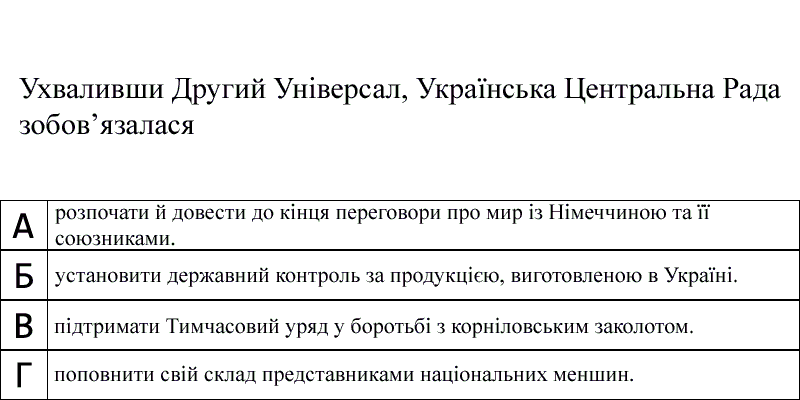 Ухваливши Другий Універсал, Українська Центральна Рада
зобов’язалася
А
розпочати й довести до кінця переговори про мир із Німеччиною та її
союзниками.
Б
установити державний контроль за продукцією, виготовленою в Україні.
В
підтримати Тимчасовий уряд у боротьбі з корніловським заколотом.
Г
поповнити свій склад представниками національних меншин.